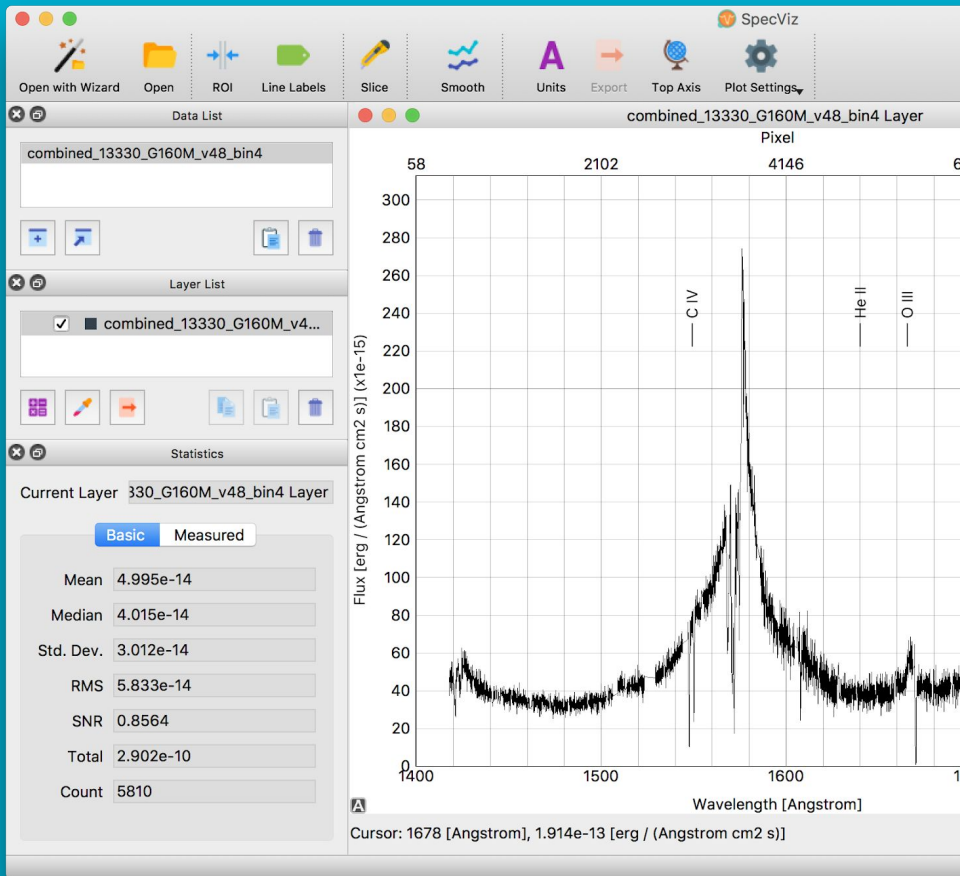 SpecViz
Open with Wizard Open ROI Line Labels Slice Smooth Units Export Top Axis Plot Settings
Data List
combined_13330_G160M_v48_bin4
Layer List
combined_13330_G160M_v4...
Statistics
Current Layer 330_G160M_v48_bin4 Layer
Basic Measured
Mean 4.995e-14
Median 4.015e-14
Std. Dev. 3.012e-14
RMS 5.833e-14
SNR 0.8564
Total 2.902e-10
Count 5810
combined_13330_G160M_v48_bin4 Layer
Pixel
58 2102 4146 6
300
280
260
240
220
200
180
160
140
120
100
80
60
40
20
0
Flux [erg / (Angstrom cm2 s)] (x1e-15)
C IV
He II
O III
1400 1500 1600 1
Wavelength [Angstrom]
A
Cursor: 1678 [Angstrom], 1.914e-13 [erg / (Angstrom cm2 s)]